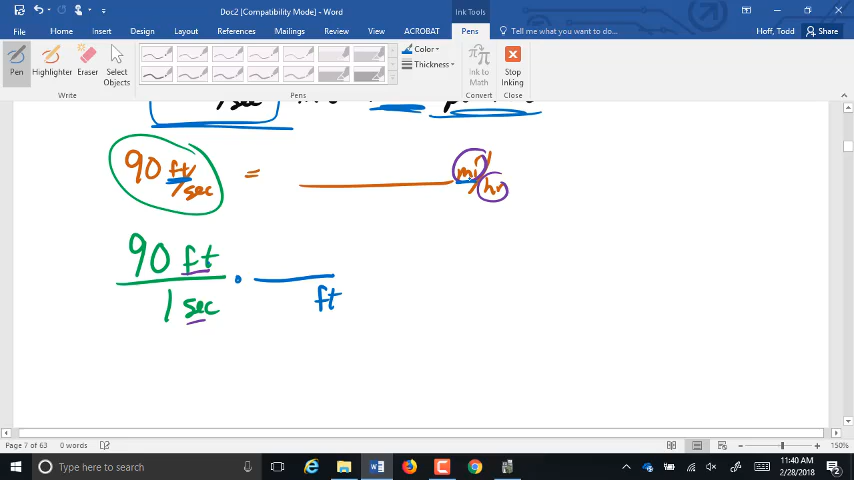 Doc2 [Compatibility Mode] - Word
Ink Tools
File Home Insert Design Layout References Mailings Review View ACROBAT Pens Tell me what you want to do... Hoff, Todd Share
Pen Highlighter Eraser Select Objects
Color
Thickness
Ink to Math
Stop Inking
Write Pens Convert Close
/sec
90 ft/sec = mi/hr
90 ft
1 sec
·
ft
Page 7 of 63 0 words 150%
Type here to search
11:40 AM
2/28/2018
2